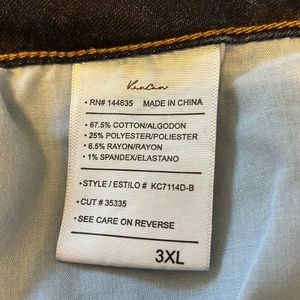 KanCan
• RN# 144635 MADE IN CHINA
• 67.5% COTTON/ALGODON
• 25% POLYESTER/POLIESTER
• 6.5% RAYON/RAYON
• 1% SPANDEX/ELASTANO
• STYLE / ESTILO # KC7114D-B
• CUT # 35335
• SEE CARE ON REVERSE
3XL